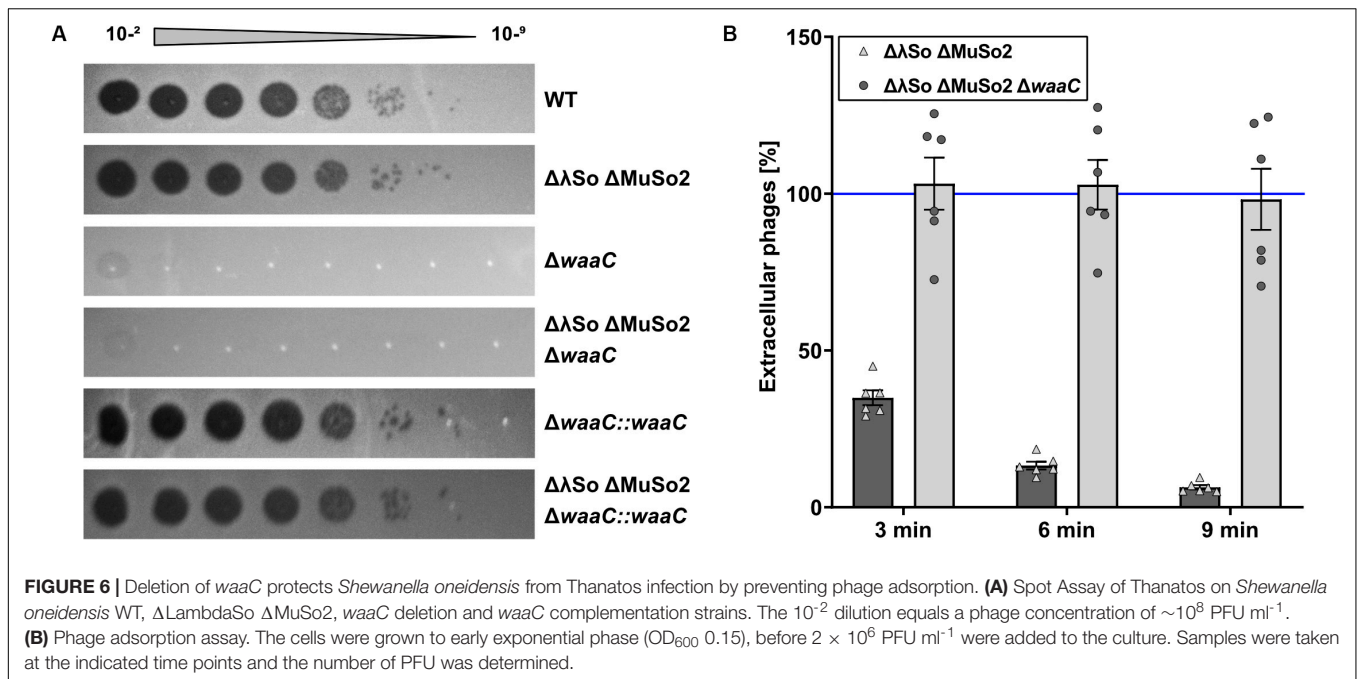 A
10-²
10-⁹
WT
ΔλSo ΔMuSo2
ΔwaaC
ΔλSo ΔMuSo2
ΔwaaC
ΔwaaC::waaC
ΔλSo ΔMuSo2
ΔwaaC::waaC
B
150
100
50
0
Extracellular phages [%]
ΔλSo ΔMuSo2
ΔλSo ΔMuSo2 ΔwaaC
3 min
6 min
9 min
FIGURE 6 | Deletion of waaC protects Shewanella oneidensis from Thanatos infection by preventing phage adsorption. (A) Spot Assay of Thanatos on Shewanella
oneidensis WT, ΔLambdaSo ΔMuSo2, waaC deletion and waaC complementation strains. The 10⁻² dilution equals a phage concentration of ~10⁸ PFU ml⁻¹.
(B) Phage adsorption assay. The cells were grown to early exponential phase (OD₆₀₀ 0.15), before 2 × 10⁶ PFU ml⁻¹ were added to the culture. Samples were taken
at the indicated time points and the number of PFU was determined.